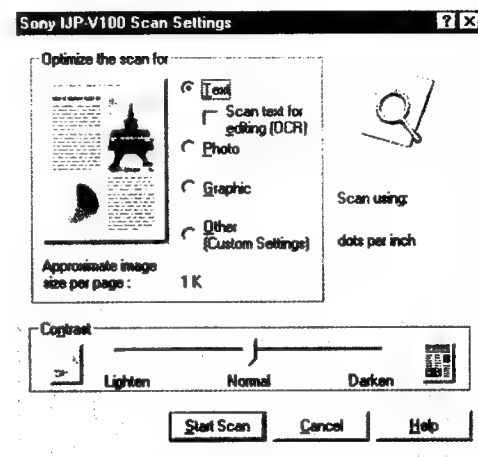 Sony IJP-V100 Scan Settings
Optimize the scan for
Text
Scan text for
editing (OCR)
Photo
Graphic
Other
(Custom Settings)
Approximate image
size per page :
1 K
Scan using:
dots per inch
Contrast
Lighten
Normal
Darken
Start Scan
Cancel
Help